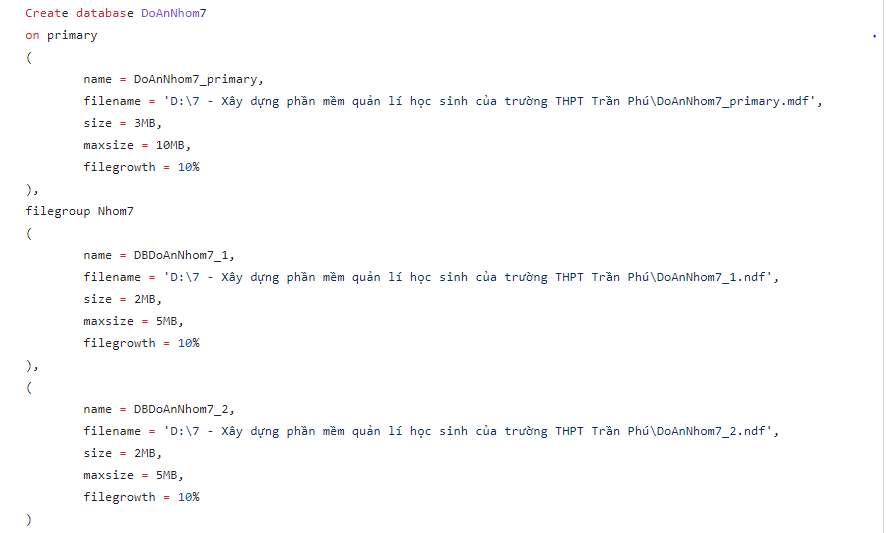 Create database DoAnNhom7
on primary
(
name = DoAnNhom7_primary,
filename = 'D:\7 - Xây dựng phần mềm quản lí học sinh của trường THPT Trần Phú\DoAnNhom7_primary.mdf',
size = 3MB,
maxsize = 10MB,
filegrowth = 10%
),
filegroup Nhom7
(
name = DBDoAnNhom7_1,
filename = 'D:\7 - Xây dựng phần mềm quản lí học sinh của trường THPT Trần Phú\DoAnNhom7_1.ndf',
size = 2MB,
maxsize = 5MB,
filegrowth = 10%
),
(
name = DBDoAnNhom7_2,
filename = 'D:\7 - Xây dựng phần mềm quản lí học sinh của trường THPT Trần Phú\DoAnNhom7_2.ndf',
size = 2MB,
maxsize = 5MB,
filegrowth = 10%
)